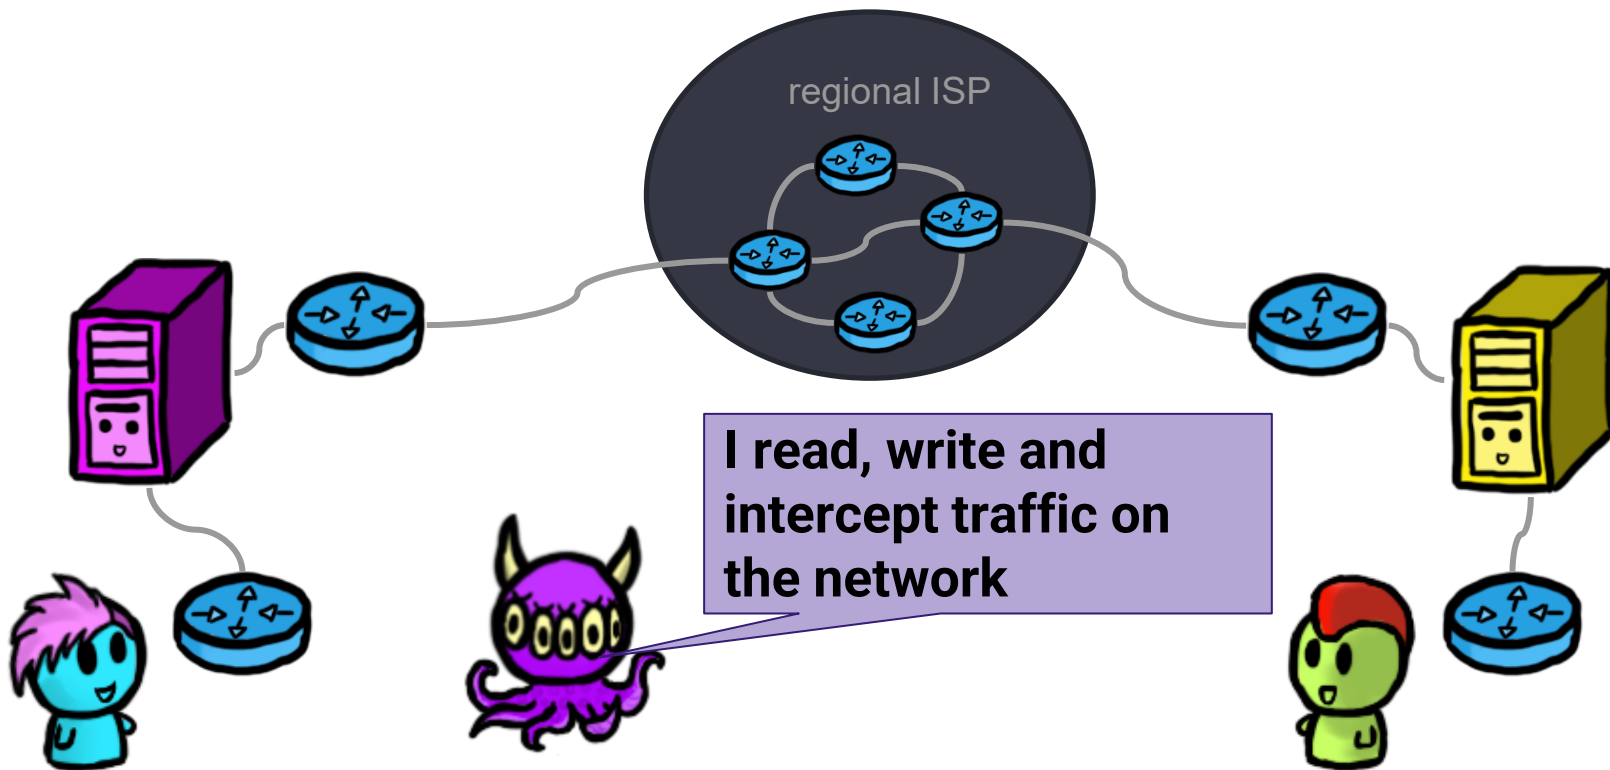 regional ISP
I read, write and
intercept traffic on
the network